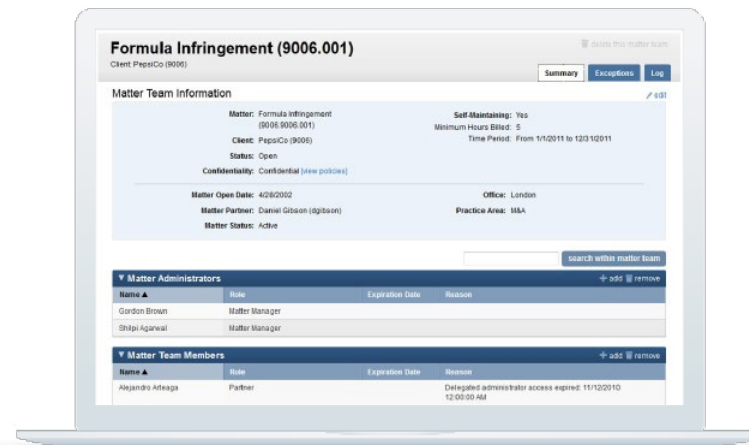 Formula Infringement (9006.001)
delete this matter team
Client: PepsiCo (9006)
Summary Exceptions Log
Matter Team Information
edit
Matter: Formula Infringement
(9006.9006.001)
Client: PepsiCo (9006)
Status: Open
Confidentiality: Confidential [view policies]
Self-Maintaining: Yes
Minimum Hours Billed: 5
Time Period: From 1/1/2011 to 12/31/2011
Matter Open Date: 4/28/2002
Matter Partner: Daniel Gibson (dgibson)
Matter Status: Active
Office: London
Practice Area: M&A
search within matter team
Matter Administrators add remove
Name Role Expiration Date Reason
Gordon Brown Matter Manager
Shilpi Agarwal Matter Manager
Matter Team Members add remove
Name Role Expiration Date Reason
Alejandro Arteaga Partner Delegated administrator access expired: 11/12/2010
12:00:00 AM